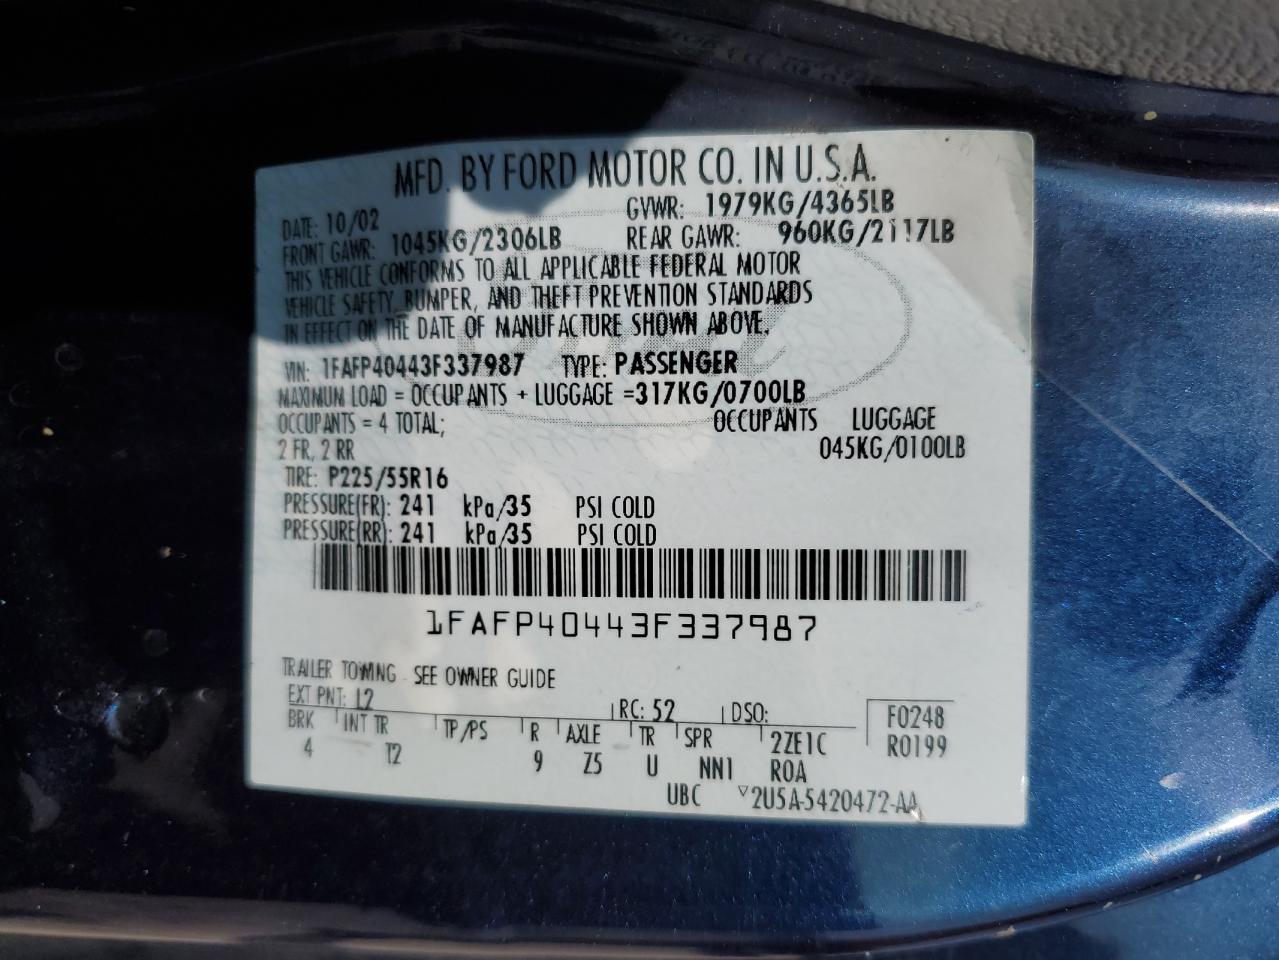 MFD. BY FORD MOTOR CO. IN U.S.A.
DATE: 10/02 GVWR: 1979KG/4365LB
FRONT GAWR: 1045KG/2306LB REAR GAWR: 960KG/2117LB
THIS VEHICLE CONFORMS TO ALL APPLICABLE FEDERAL MOTOR
VEHICLE SAFETY, BUMPER, AND THEFT PREVENTION STANDARDS
IN EFFECT ON THE DATE OF MANUFACTURE SHOWN ABOVE.
VIN: 1FAFP40443F337987 TYPE: PASSENGER
MAXIMUM LOAD = OCCUPANTS + LUGGAGE =317KG/0700LB
OCCUPANTS = 4 TOTAL; OCCUPANTS LUGGAGE
2 FR, 2 RR 045KG/0100LB
TIRE: P225/55R16
PRESSURE(FR): 241 kPa/35 PSI COLD
PRESSURE(RR): 241 kPa/35 PSI COLD
1FAFP40443F337987
TRAILER TOWING - SEE OWNER GUIDE
EXT PNT: L2 RC: 52 DSO: F0248
BRK INT TR TP/PS R AXLE TR SPR 2ZE1C R0199
4 T2 9 Z5 U NN1 ROA
UBC ▽2U5A-5420472-AA